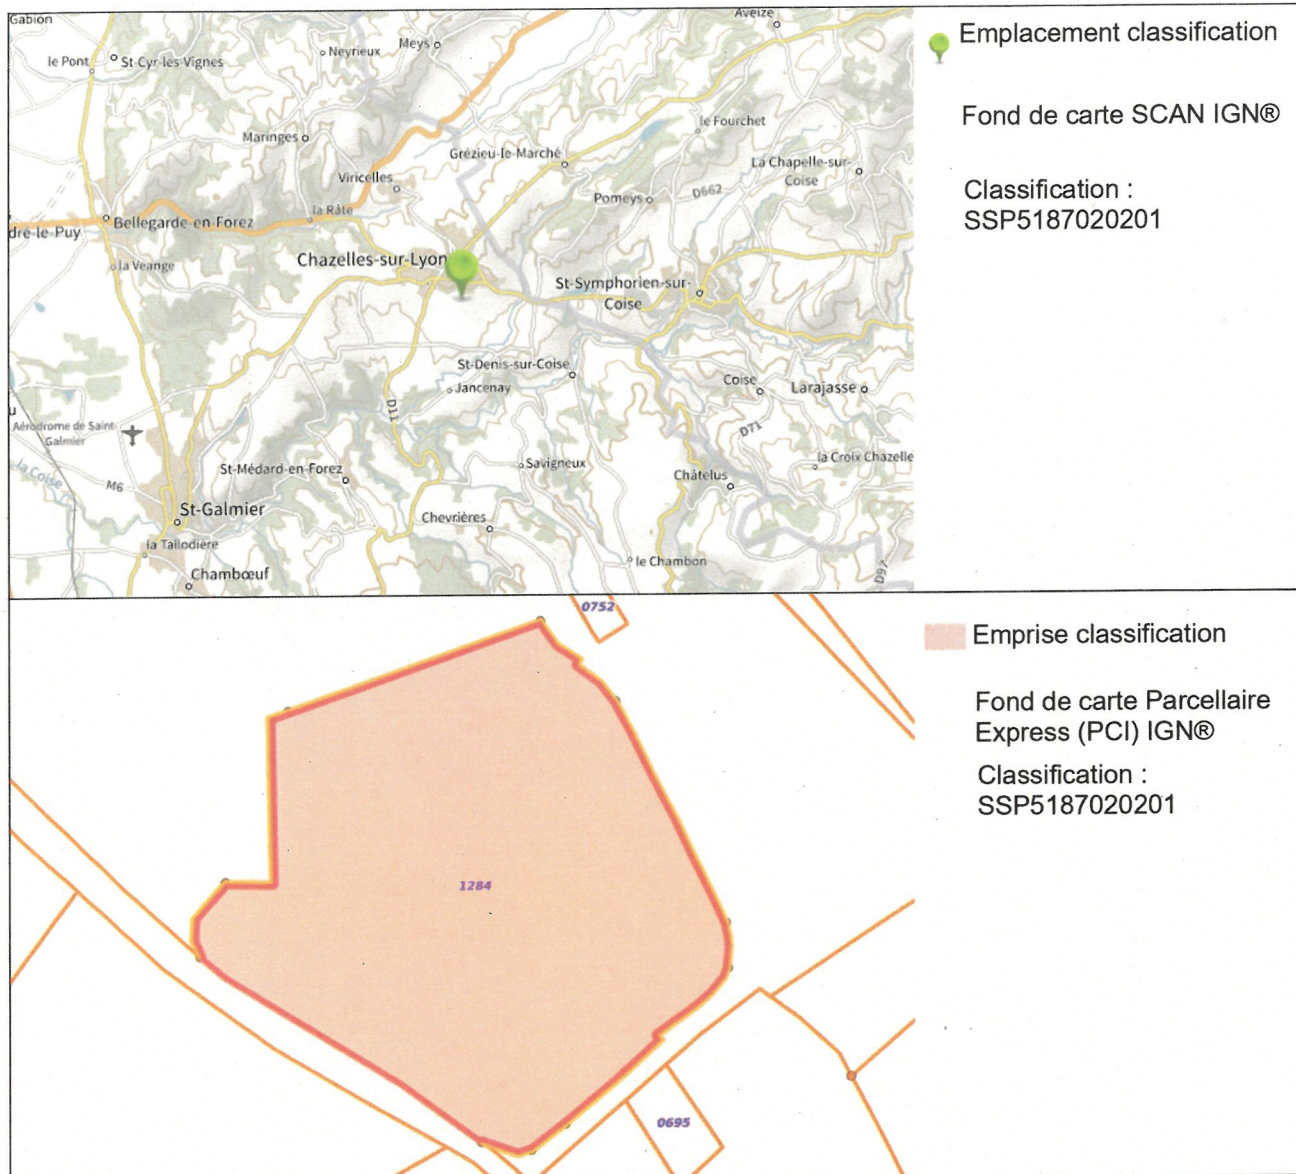 Gabion
Aveize
le Pont
St-Cyr-les Vignes
Neyrieux
Meys
Maringes
le Fourchet
Grézieu-le-Marché
La Chapelle-sur-
Coise
Viricelles
Pomeys
D662
la Râte
Bellegarde-en-Forez
dré-le-Puy
la Veange
Chazelles-sur-Lyon
St-Symphorien-sur-
Coise
St-Denis-sur-Coise
Jancenay
Coise
Larajasse
D11
u
Aérodrome de Saint-
Galmier
D71
la Croix Chazelle
la Coise
St-Médard-en-Forez
Savigneux
Châtelus
M6
St-Galmier
Chevrières
la Tallodière
le Chambon
Chambœuf
D97
Emplacement classification
Fond de carte SCAN IGN®
Classification :
SSP5187020201
0752
1284
0695
Emprise classification
Fond de carte Parcellaire
Express (PCI) IGN®
Classification :
SSP5187020201